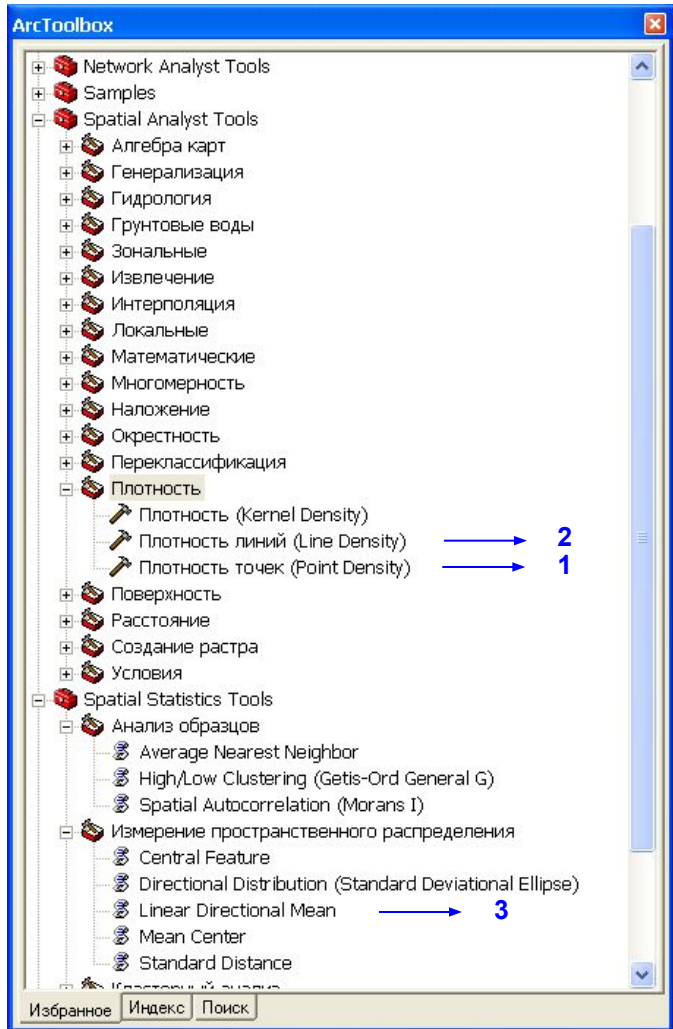 ArcToolbox
Network Analyst Tools
Samples
Spatial Analyst Tools
Алгебра карт
Генерализация
Гидрология
Грунтовые воды
Зональные
Извлечение
Интерполяция
Локальные
Математические
Многомерность
Наложение
Окрестность
Переклассификация
Плотность
Плотность (Kernel Density)
Плотность линий (Line Density) 2
Плотность точек (Point Density) 1
Поверхность
Расстояние
Создание растра
Условия
Spatial Statistics Tools
Анализ образцов
Average Nearest Neighbor
High/Low Clustering (Getis-Ord General G)
Spatial Autocorrelation (Morans I)
Измерение пространственного распределения
Central Feature
Directional Distribution (Standard Deviational Ellipse)
Linear Directional Mean 3
Mean Center
Standard Distance
Кластерный анализ
Избранное Индекс Поиск